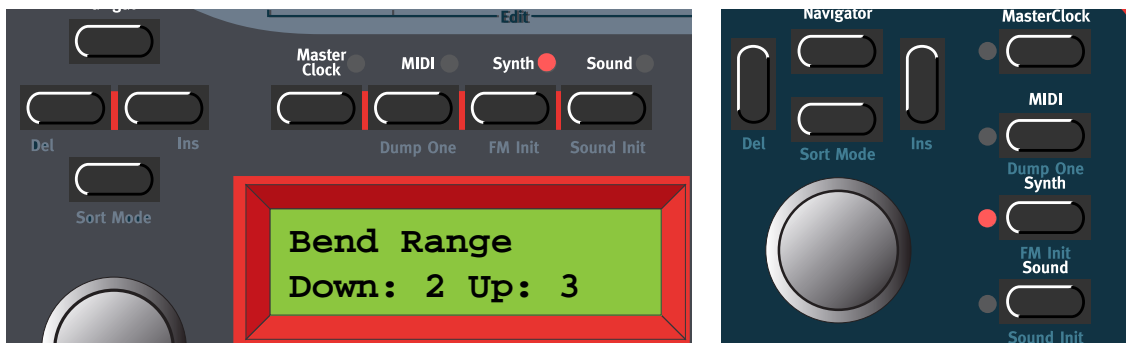 Edit
Master
Clock
MIDI
Synth
Sound
Del
Ins
Dump One
FM Init
Sound Init
Sort Mode
Bend Range
Down: 2 Up: 3
Navigator
MasterClock
MIDI
Del
Sort Mode
Ins
Dump One
Synth
FM Init
Sound
Sound Init